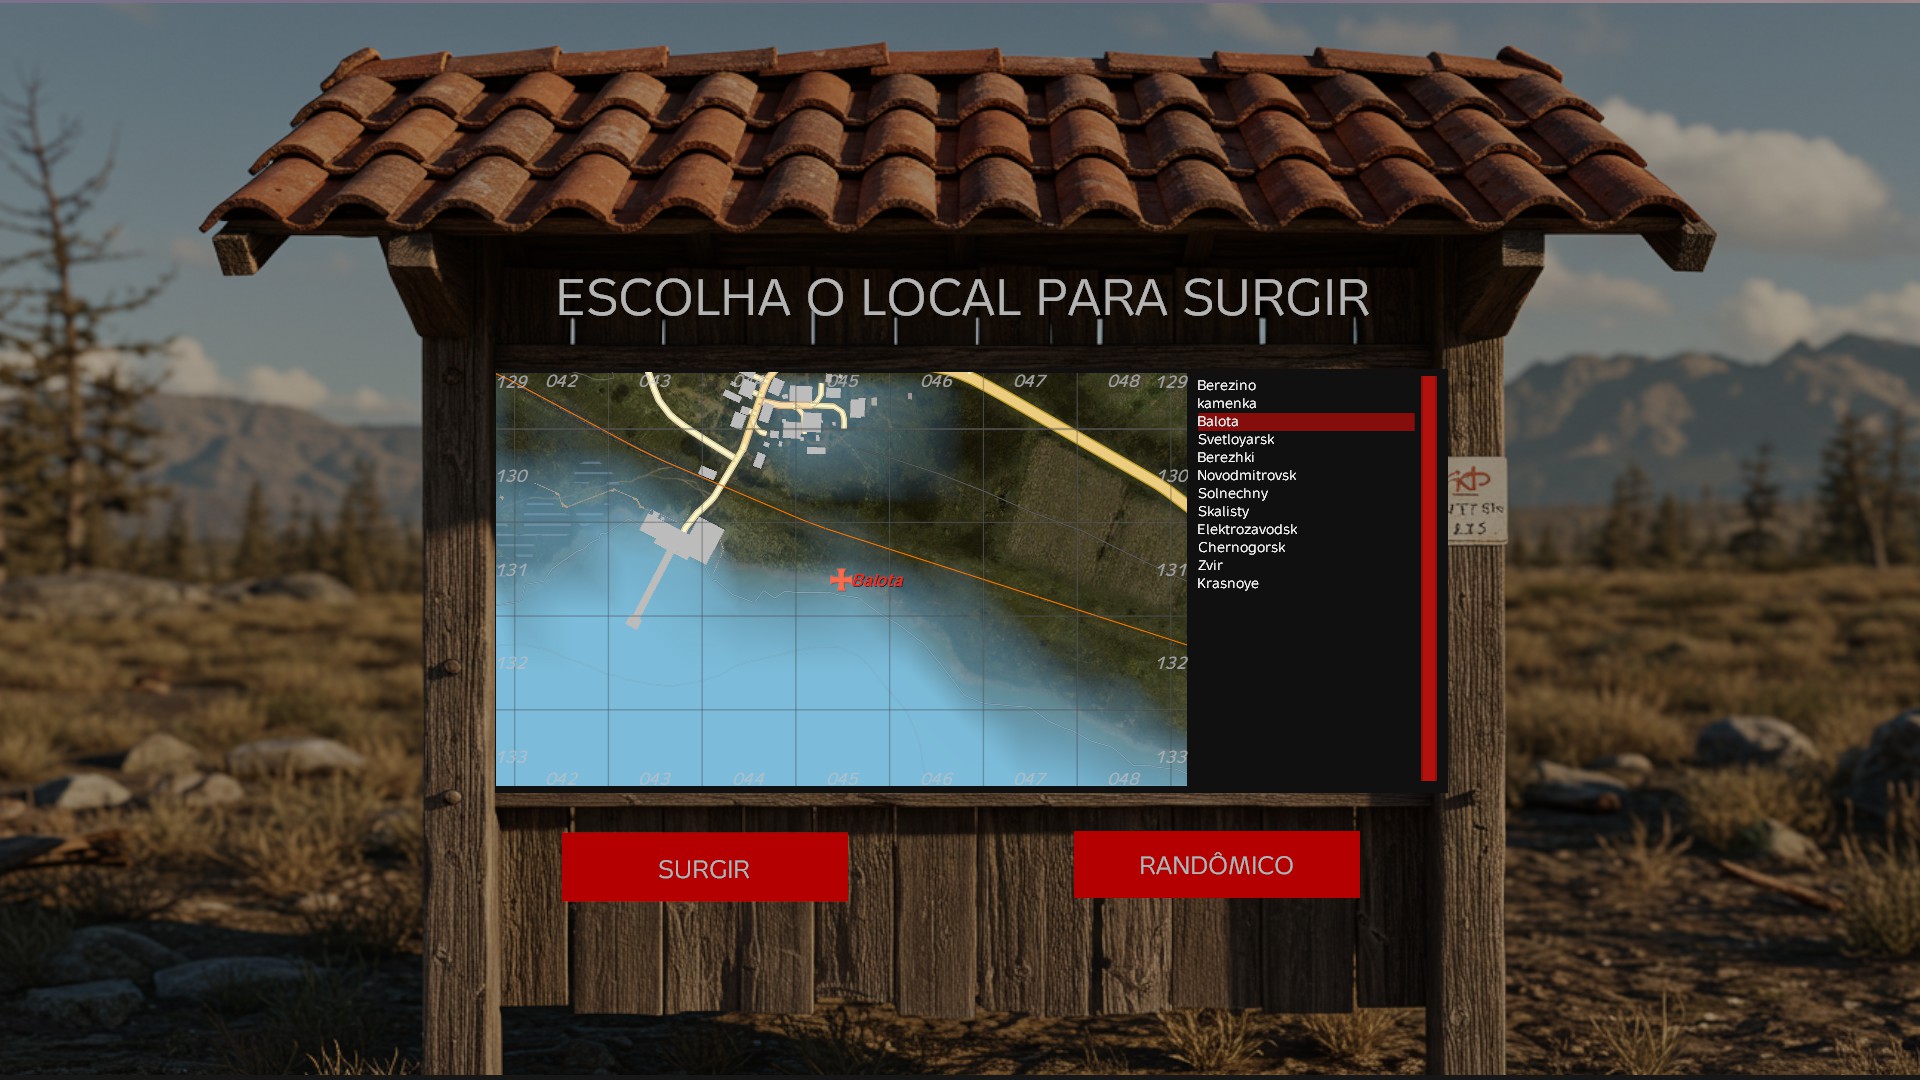 ESCOLHA O LOCAL PARA SURGIR
129 042 043 045 046 047 048 129
130 130
131 131
Balota
132 132
133 133
042 043 044 045 046 047 048
Berezino
kamenka
Balota
Svetloyarsk
Berezhki
Novodmitrovsk
Solnechny
Skalisty
Elektrozavodsk
Chernogorsk
Zvir
Krasnoye
SURGIR
RANDÔMICO